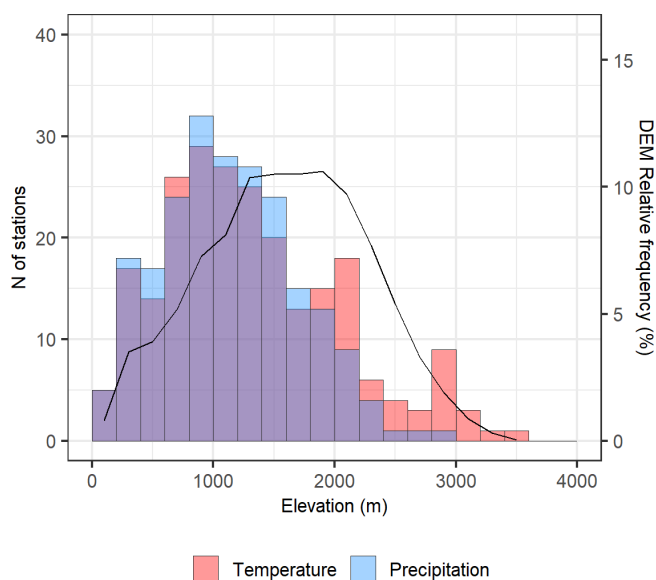 40
30
20
10
0
N of stations
15
10
5
0
DEM Relative frequency (%)
0 1000 2000 3000 4000
Elevation (m)
Temperature Precipitation